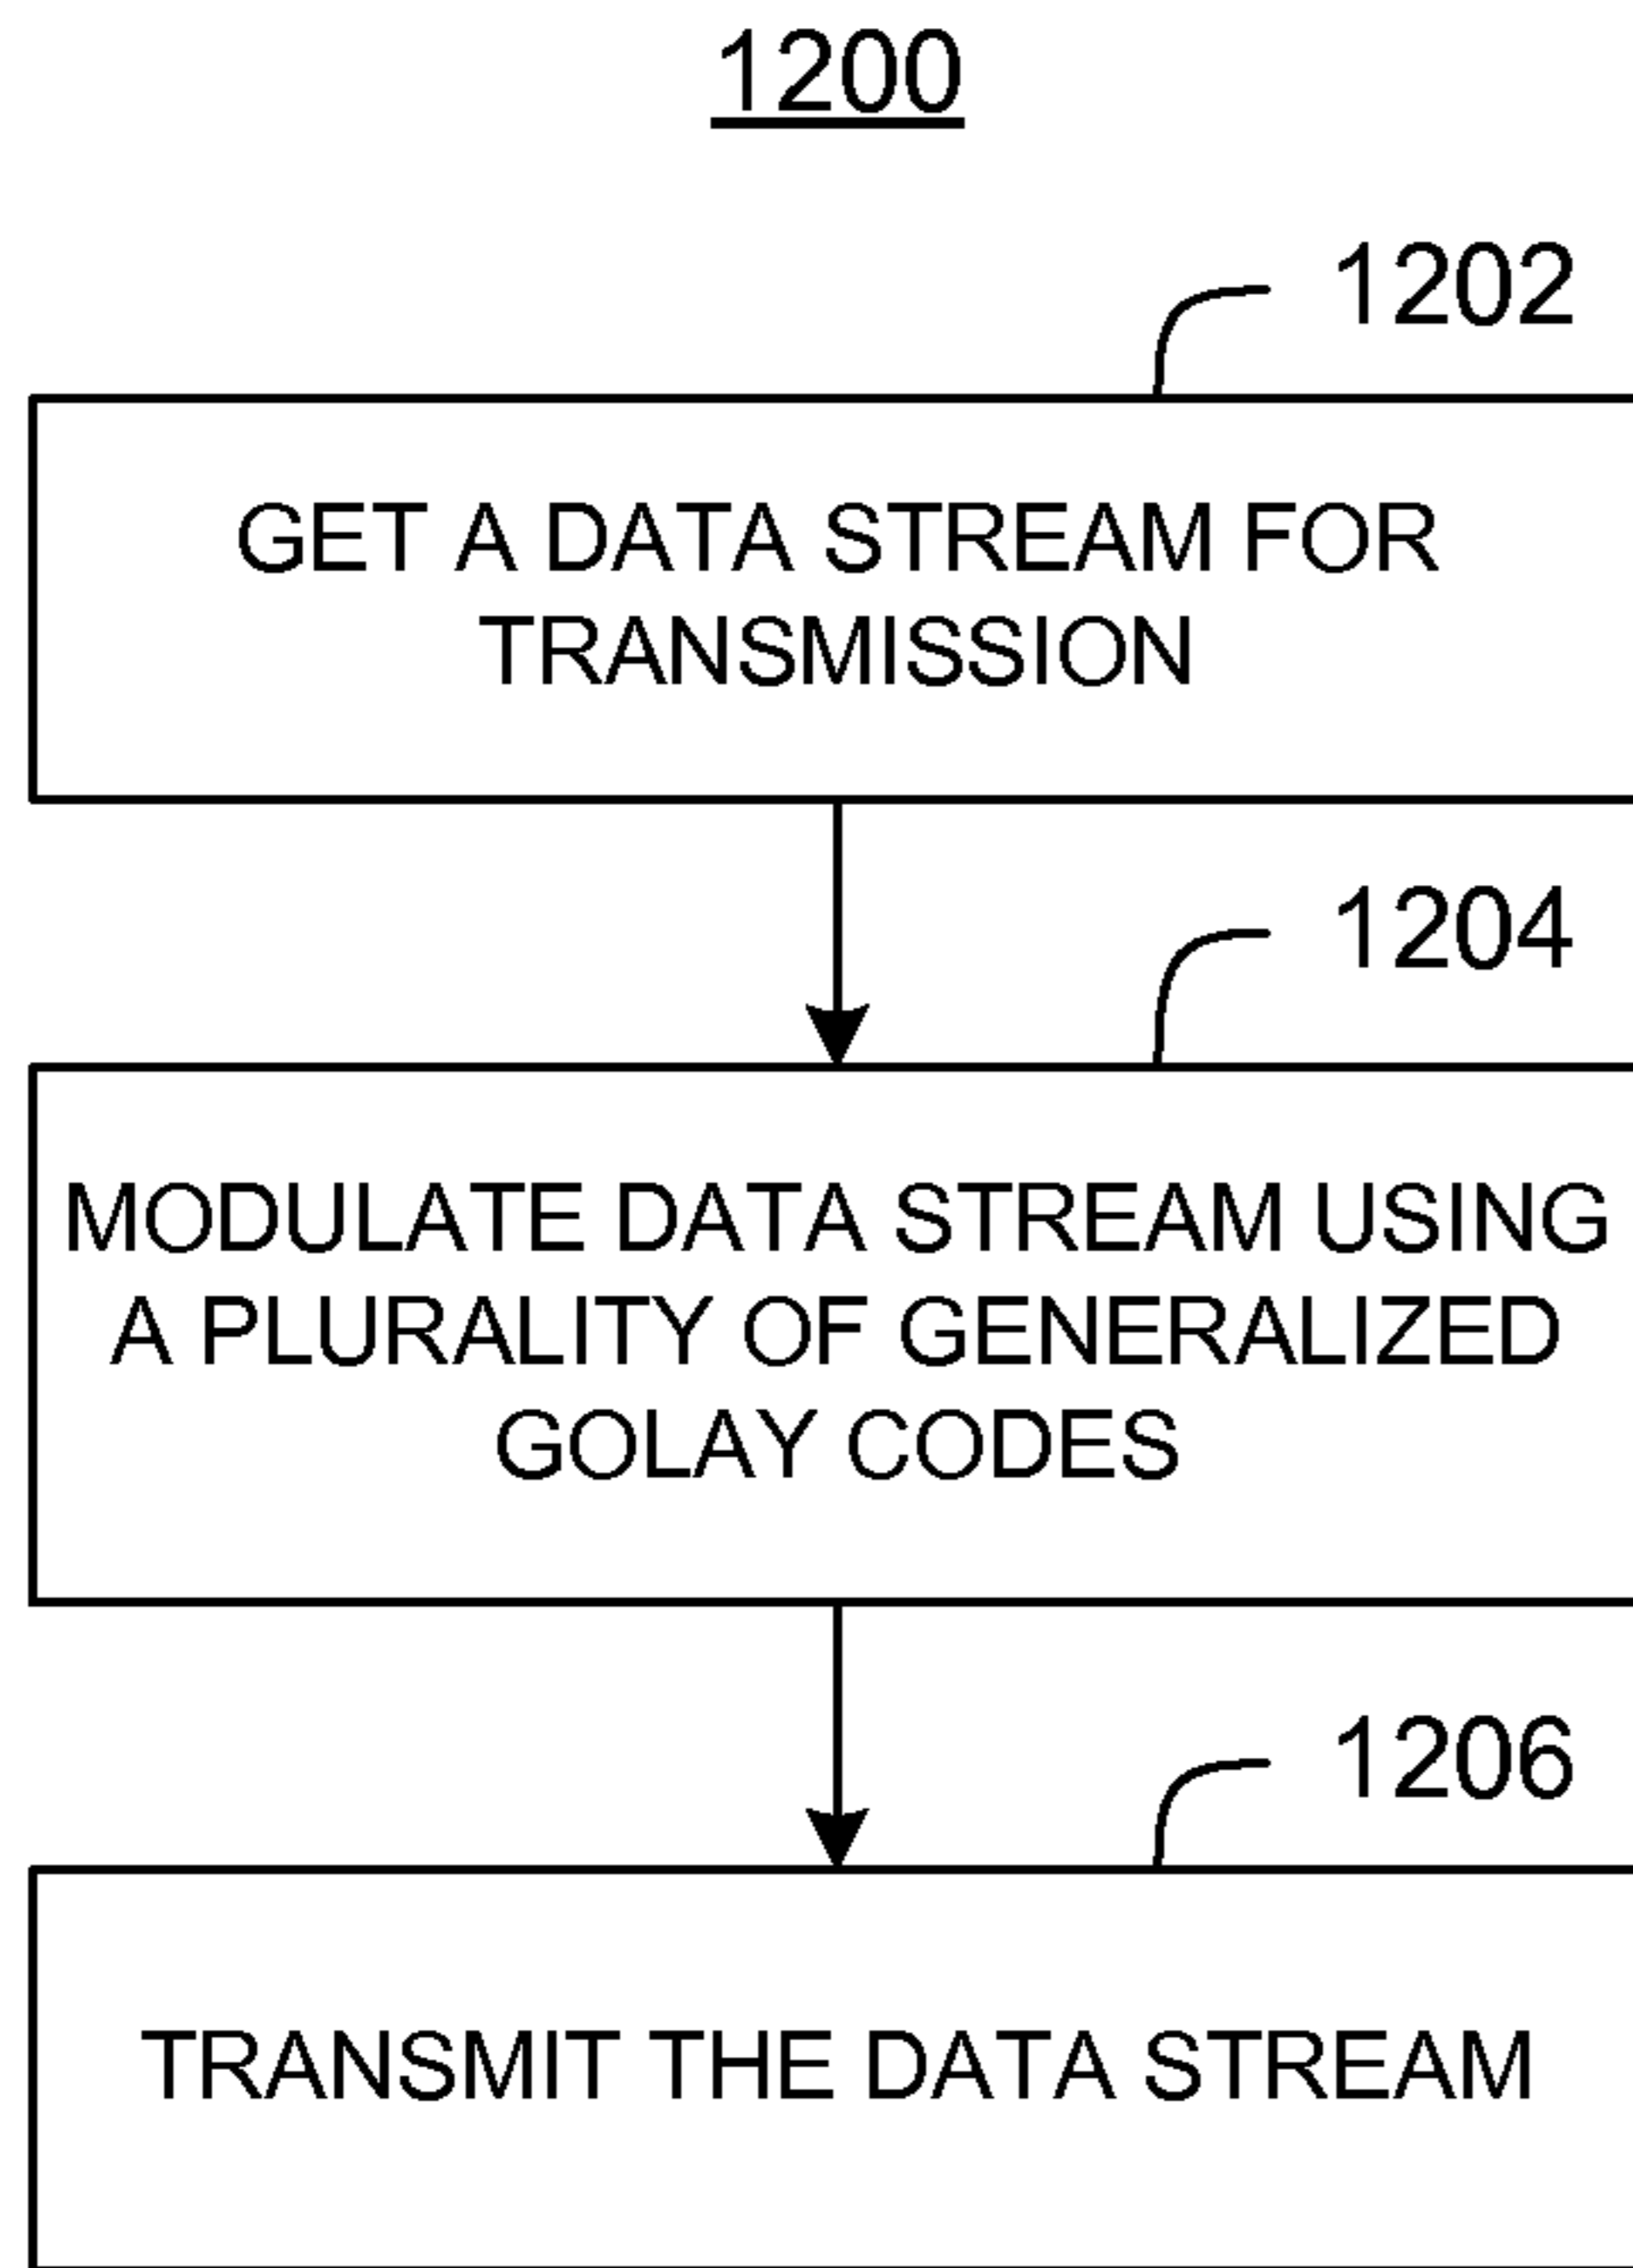 1200
1202
GET A DATA STREAM FOR
TRANSMISSION
1204
MODULATE DATA STREAM USING
A PLURALITY OF GENERALIZED
GOLAY CODES
1206
TRANSMIT THE DATA STREAM